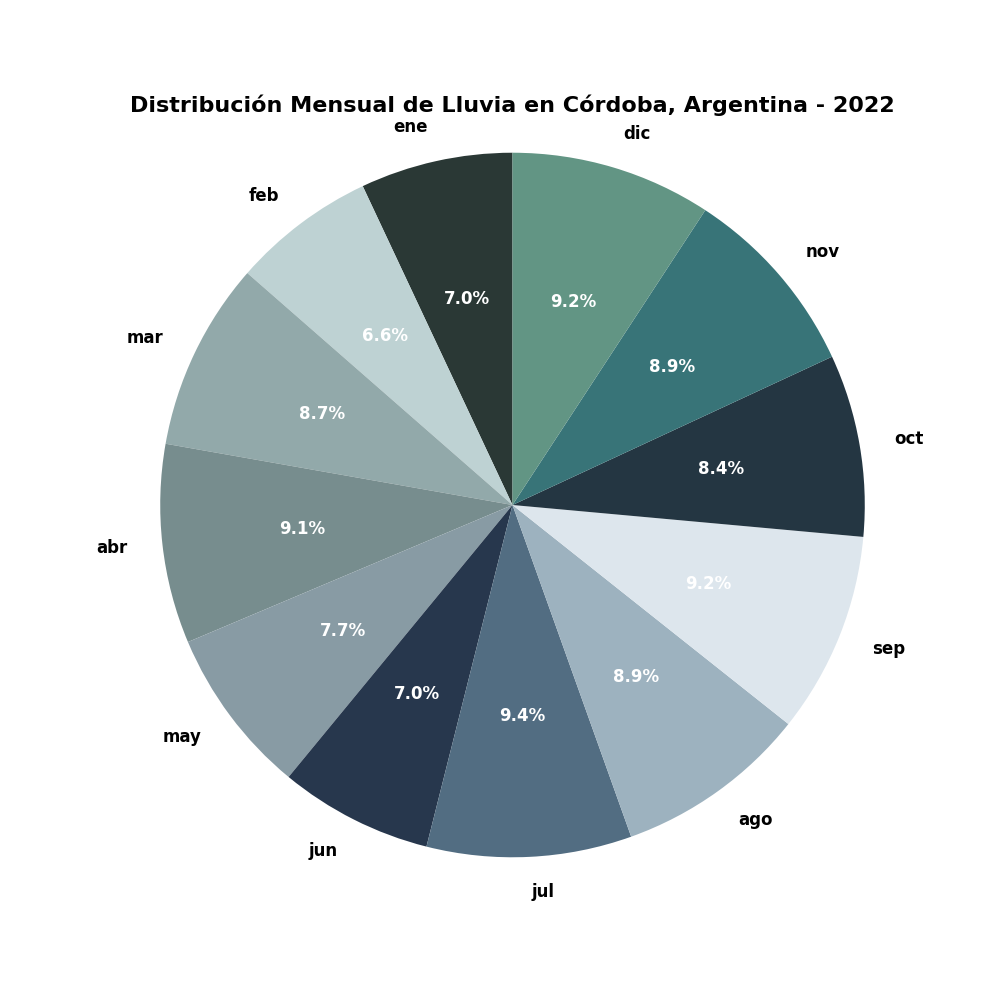 Distribución Mensual de Lluvia en Córdoba, Argentina - 2022
ene
dic
feb
nov
mar
oct
abr
sep
may
ago
jun
jul
7.0%
9.2%
6.6%
8.9%
8.7%
8.4%
9.1%
9.2%
7.7%
8.9%
7.0%
9.4%